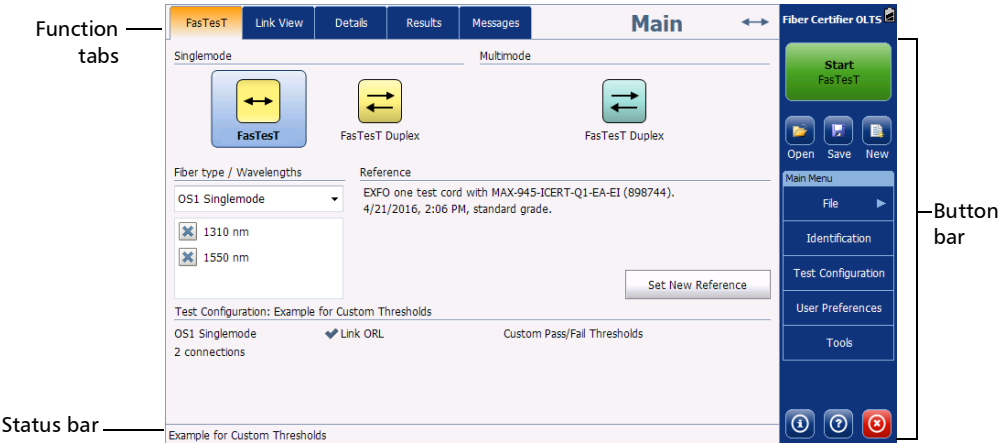 Function
tabs
FasTesT
Link View
Details
Results
Messages
Main
Fiber Certifier OLTS
Singlemode
Multimode
FasTesT
FasTesT Duplex
FasTesT Duplex
Start
FasTesT
Open
Save
New
Fiber type / Wavelengths
Reference
OS1 Singlemode
EXFO one test cord with MAX-945-ICERT-Q1-EA-EI (898744).
4/21/2016, 2:06 PM, standard grade.
1310 nm
1550 nm
Set New Reference
Main Menu
File
Identification
Test Configuration
User Preferences
Tools
Button
bar
Test Configuration: Example for Custom Thresholds
OS1 Singlemode
Link ORL
Custom Pass/Fail Thresholds
2 connections
Status bar
Example for Custom Thresholds